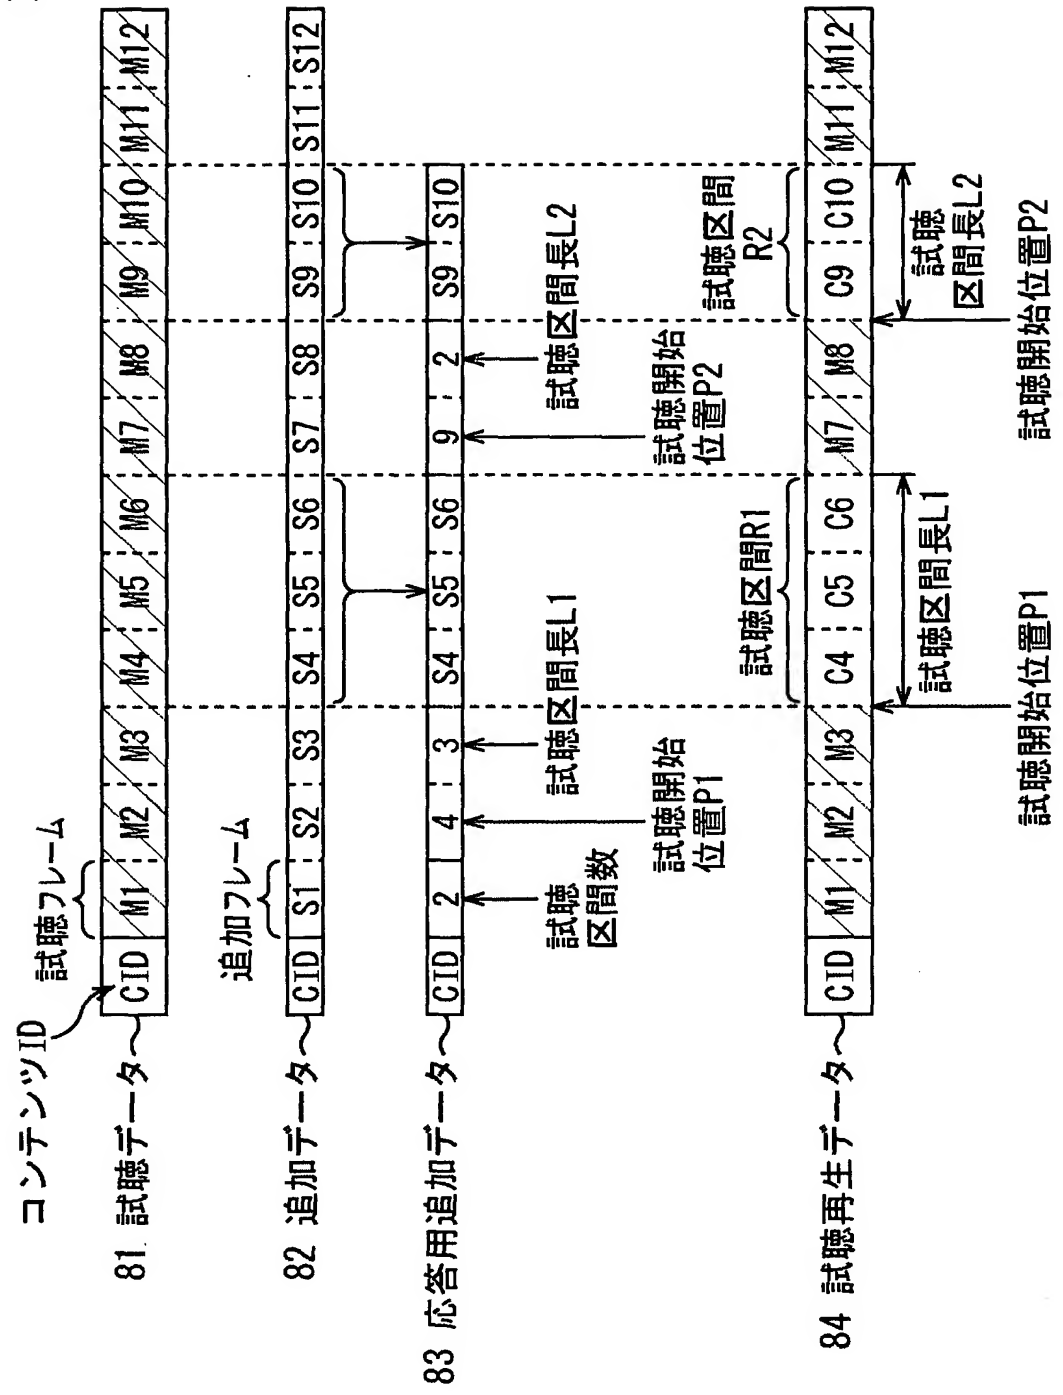 コンテンツID
試聴フレーム
81 試聴データ
CID M1 M2 M3 M4 M5 M6 M7 M8 M9 M10 M11 M12
追加フレーム
82 追加データ
CID S1 S2 S3 S4 S5 S6 S7 S8 S9 S10 S11 S12
83 応答用追加データ
CID 2 4 3 S4 S5 S6 9 2 S9 S10
試聴
区間数
試聴開始
位置P1
試聴区間長L1
試聴開始
位置P2
試聴区間長L2
試聴区間R1
試聴区間
R2
84 試聴再生データ
CID M1 M2 M3 C4 C5 C6 M7 M8 C9 C10 M11 M12
試聴区間長L1
試聴
区間長L2
試聴開始位置P1
試聴開始位置P2